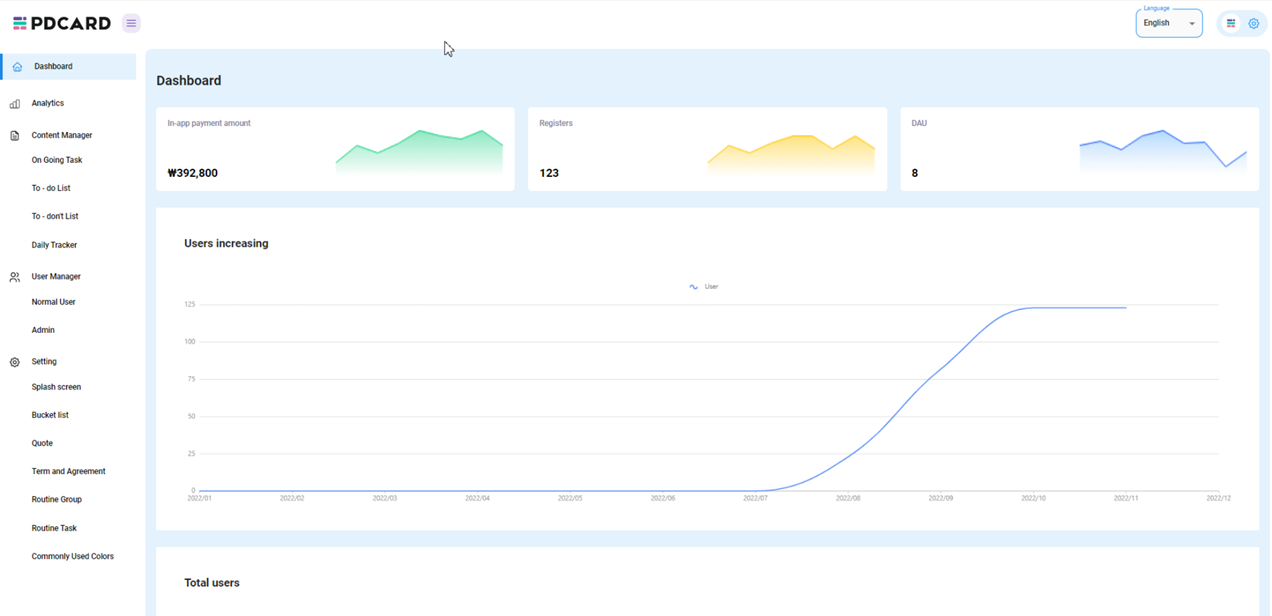 PDCARD
Language
English
Dashboard
Analytics
Content Manager
On Going Task
To - do List
To - don't List
Daily Tracker
User Manager
Normal User
Admin
Setting
Splash screen
Bucket list
Quote
Term and Agreement
Routine Group
Routine Task
Commonly Used Colors
Dashboard
In-app payment amount
₩392,800
Registers
123
DAU
8
Users increasing
User
125
100
75
50
25
0
2022/01 2022/02 2022/03 2022/04 2022/05 2022/06 2022/07 2022/08 2022/09 2022/10 2022/11 2022/12
Total users